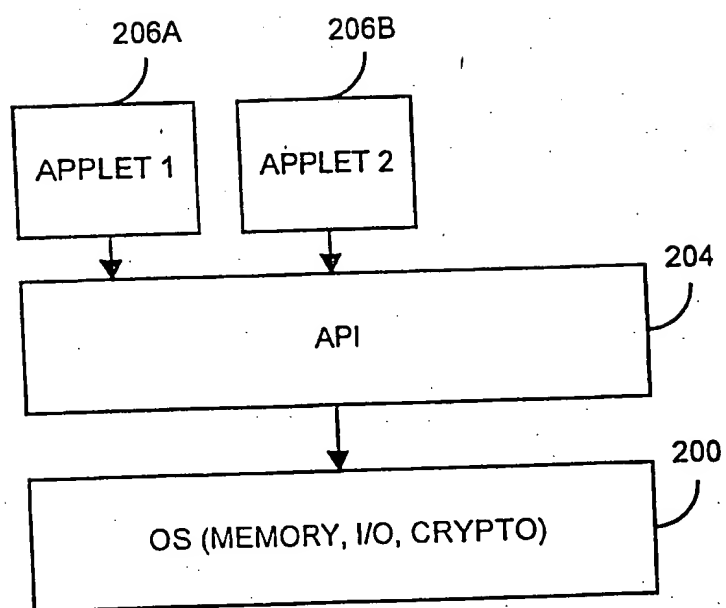 206A
206B
APPLET 1
APPLET 2
204
API
200
OS (MEMORY, I/O, CRYPTO)